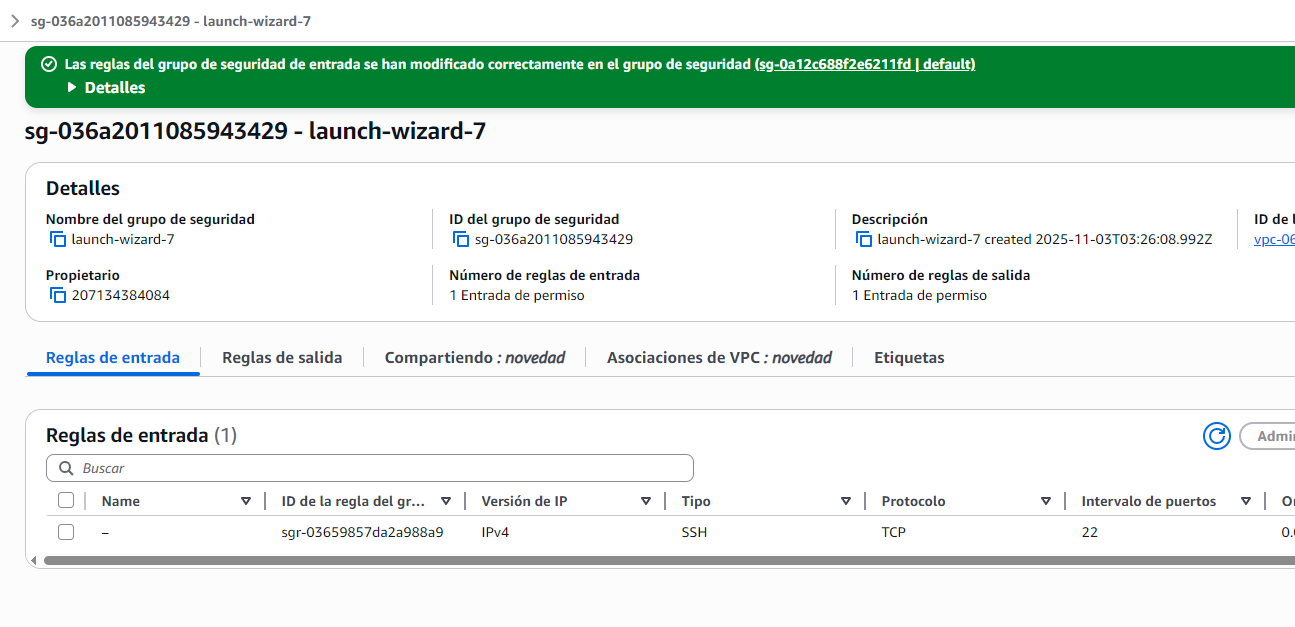 sg-036a2011085943429 - launch-wizard-7
Las reglas del grupo de seguridad de entrada se han modificado correctamente en el grupo de seguridad (sg-0a12c688f2e6211fd | default)
Detalles
sg-036a2011085943429 - launch-wizard-7
Detalles
Nombre del grupo de seguridad
launch-wizard-7
ID del grupo de seguridad
sg-036a2011085943429
Descripción
launch-wizard-7 created 2025-11-03T03:26:08.992Z
ID de
vpc-06
Propietario
207134384084
Número de reglas de entrada
1 Entrada de permiso
Número de reglas de salida
1 Entrada de permiso
Reglas de entrada Reglas de salida Compartiendo : novedad Asociaciones de VPC : novedad Etiquetas
Reglas de entrada (1)
Admi
Buscar
Name ID de la regla del gr... Versión de IP Tipo Protocolo Intervalo de puertos
– sgr-03659857da2a988a9 IPv4 SSH TCP 22 0.